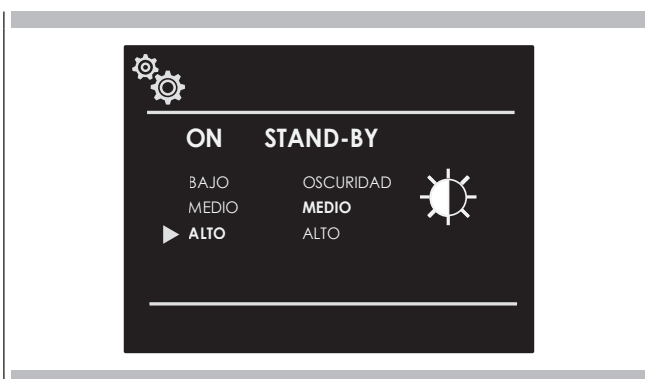 ON STAND-BY
BAJO OSCURIDAD
MEDIO MEDIO
ALTO ALTO